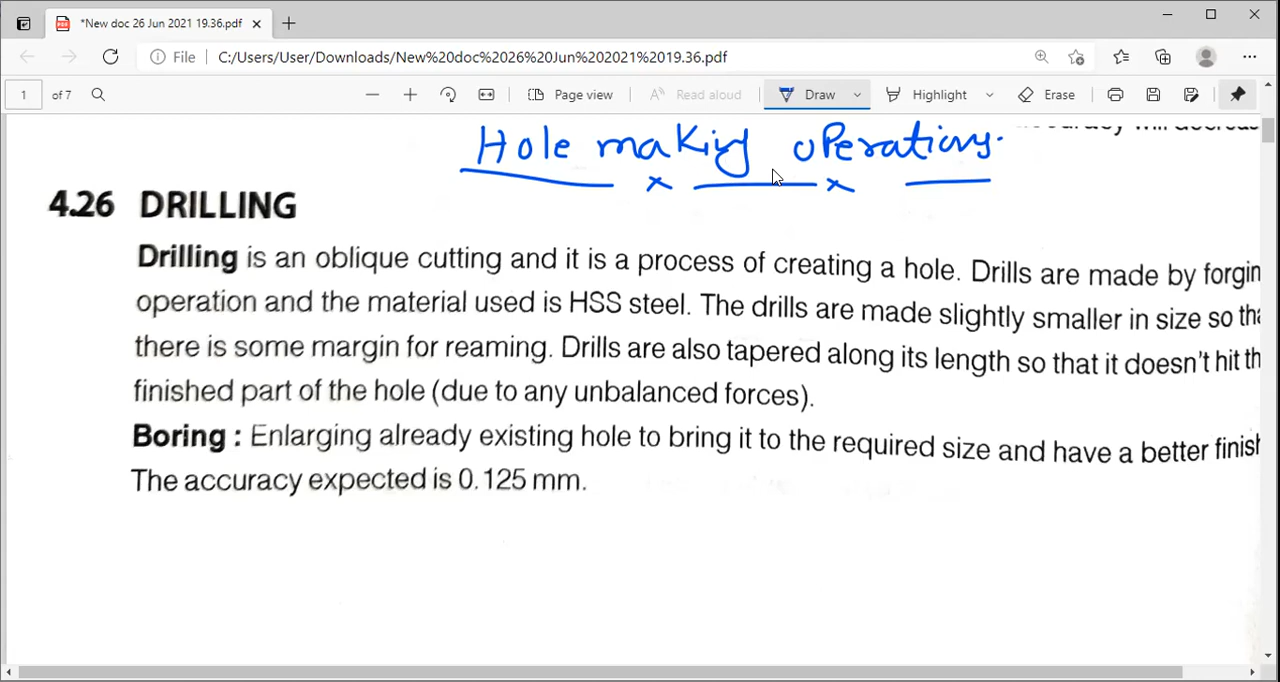 *New doc 26 Jun 2021 19.36.pdf
File C:/Users/User/Downloads/New%20doc%2026%20Jun%202021%2019.36.pdf
1 of 7 Page view Read aloud Draw Highlight Erase
Hole making operations.
4.26 DRILLING
Drilling is an oblique cutting and it is a process of creating a hole. Drills are made by forgin
operation and the material used is HSS steel. The drills are made slightly smaller in size so tha
there is some margin for reaming. Drills are also tapered along its length so that it doesn't hit th
finished part of the hole (due to any unbalanced forces).
Boring : Enlarging already existing hole to bring it to the required size and have a better finish
The accuracy expected is 0.125 mm.